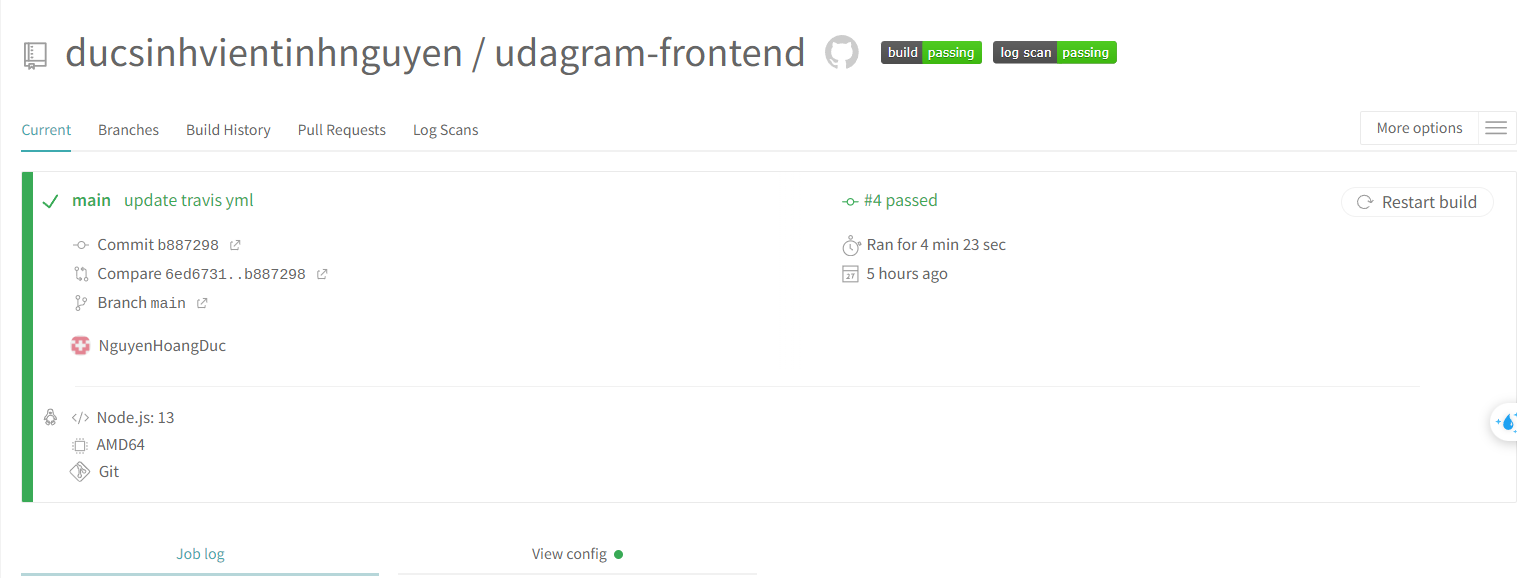 ducsinhvientinhnguyen / udagram-frontend build passing log scan passing
Current Branches Build History Pull Requests Log Scans More options
main update travis yml #4 passed Restart build
Commit b887298 Ran for 4 min 23 sec
Compare 6ed6731..b887298 27 5 hours ago
Branch main
NguyenHoangDuc
Node.js: 13
AMD64
Git
Job log View config